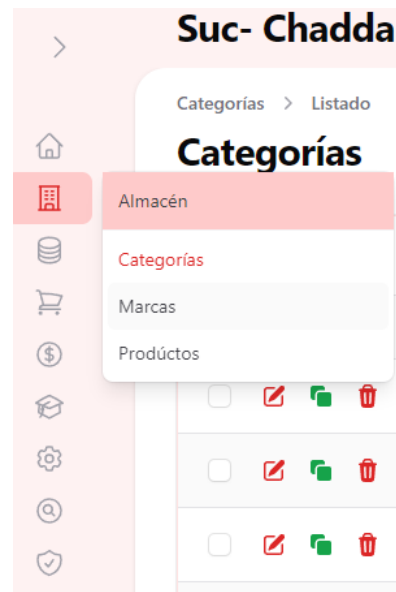 Suc- Chadda
Categorías > Listado
Categorías
Almacén
Categorías
Marcas
Prodúctos